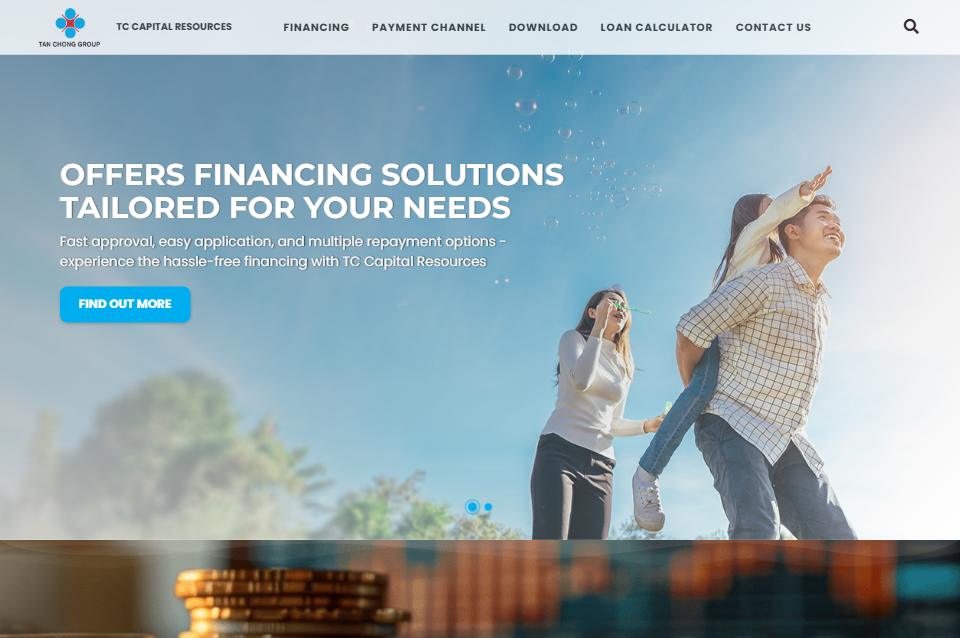 TAN CHONG GROUP
TC CAPITAL RESOURCES
FINANCING
PAYMENT CHANNEL
DOWNLOAD
LOAN CALCULATOR
CONTACT US
OFFERS FINANCING SOLUTIONS
TAILORED FOR YOUR NEEDS
Fast approval, easy application, and multiple repayment options -
experience the hassle-free financing with TC Capital Resources
FIND OUT MORE